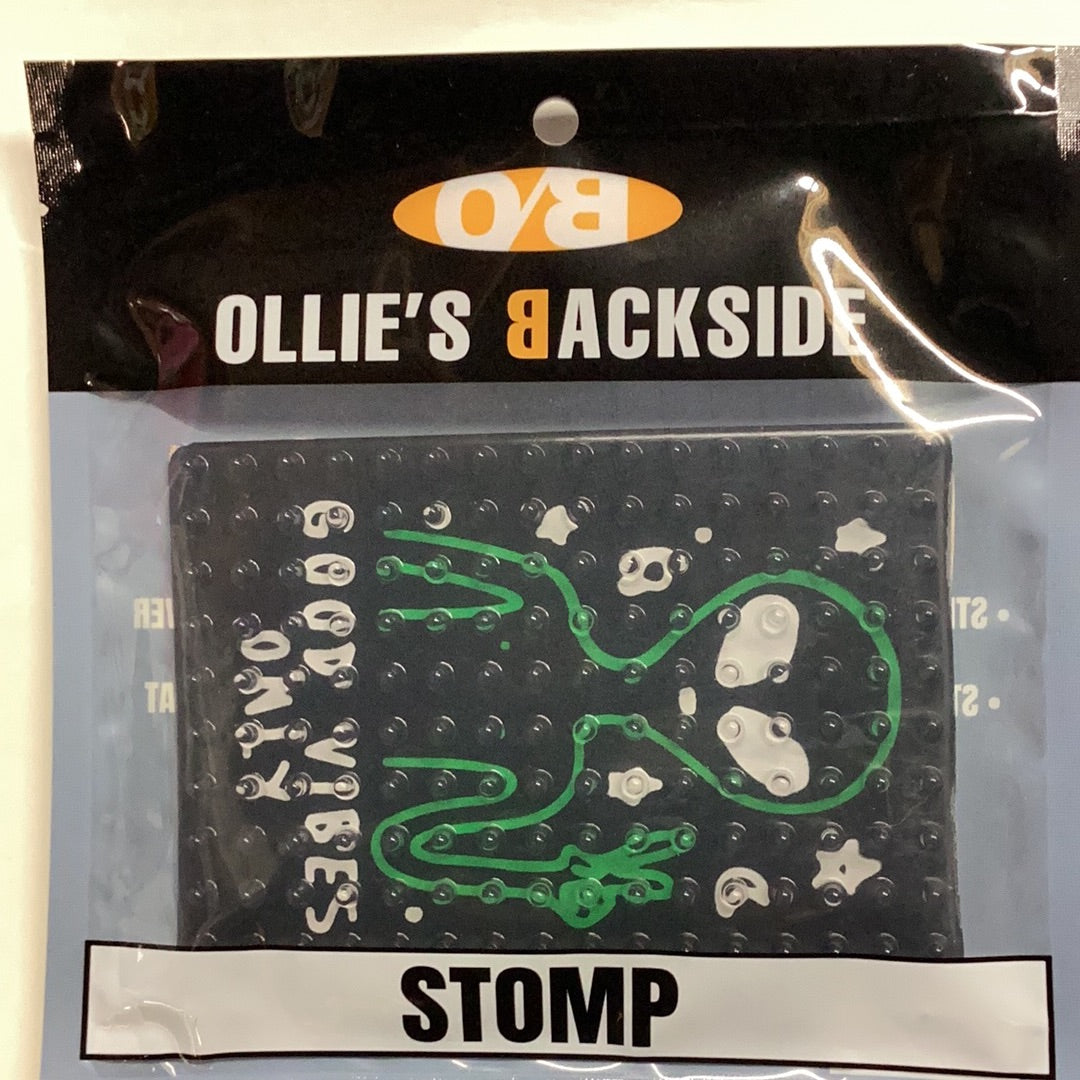 B/O
OLLIE'S BACKSIDE
GOOD VIBES
ONLY
STOMP